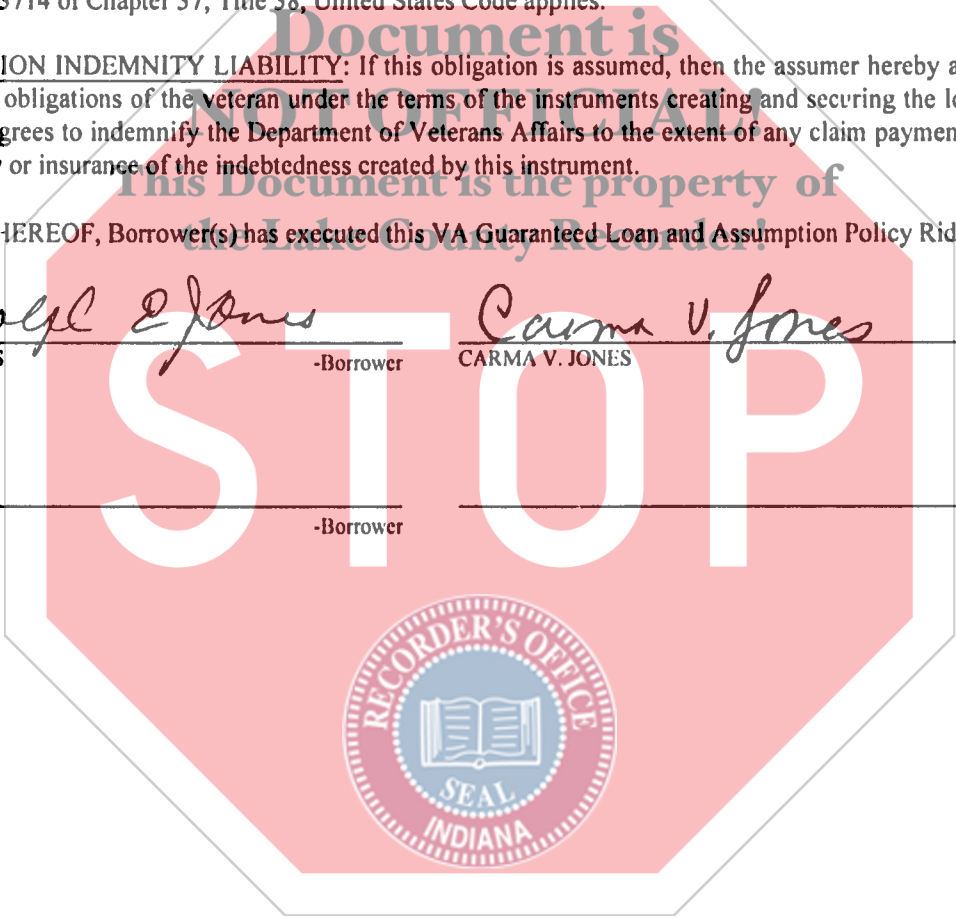 3714 of Chapter 37, Title 38, United States Code applies.
Document is
ION INDEMNITY LIABILITY: If this obligation is assumed, then the assumer hereby a
obligations of the veteran under the terms of the instruments creating and securing the lo
NOT OFFICIAL!
grees to indemnify the Department of Veterans Affairs to the extent of any claim paymen
or insurance of the indebtedness created by this instrument.
This Document is the property of
HEREOF, Borrower(s) has executed this VA Guaranteed Loan and Assumption Policy Rid
the Lake County Recorder!
E Jones Carma V. Jones
-Borrower CARMA V. JONES
STOP
-Borrower
RECORDER'S OFFICE
SEAL
INDIANA